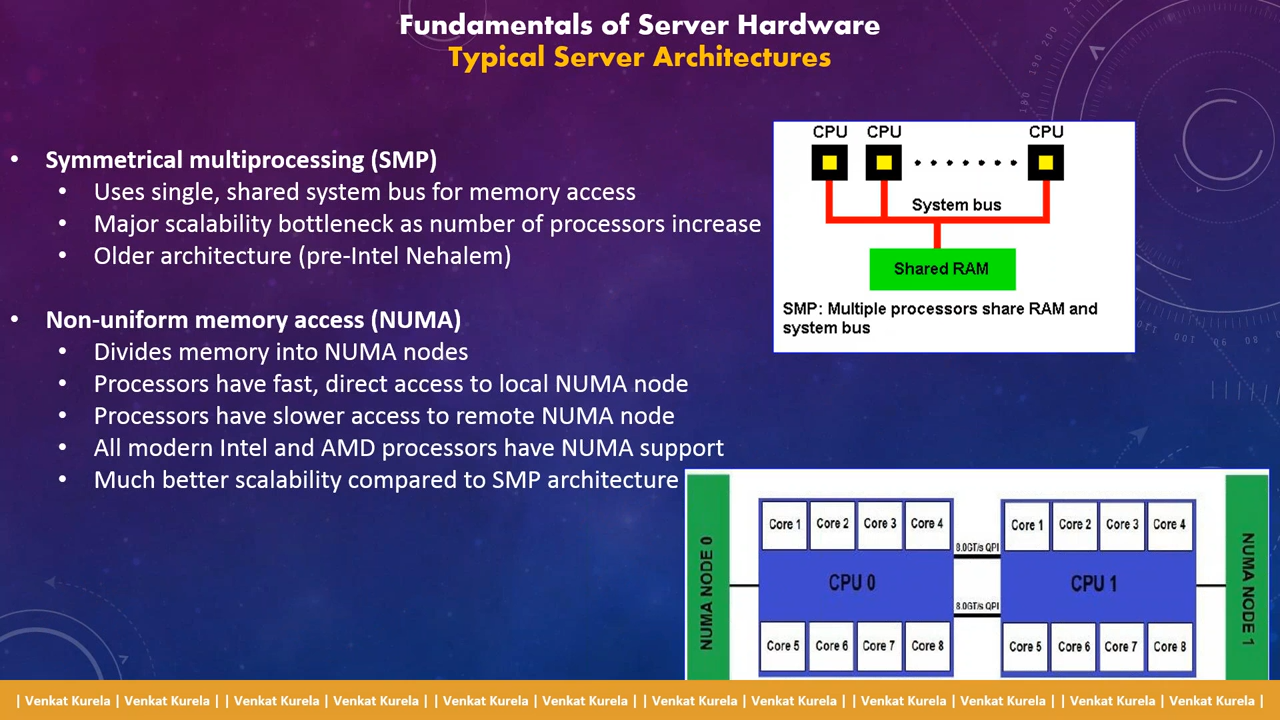 Fundamentals of Server Hardware
Typical Server Architectures
• Symmetrical multiprocessing (SMP)
• Uses single, shared system bus for memory access
• Major scalability bottleneck as number of processors increase
• Older architecture (pre-Intel Nehalem)
• Non-uniform memory access (NUMA)
• Divides memory into NUMA nodes
• Processors have fast, direct access to local NUMA node
• Processors have slower access to remote NUMA node
• All modern Intel and AMD processors have NUMA support
• Much better scalability compared to SMP architecture
CPU CPU CPU
System bus
Shared RAM
SMP: Multiple processors share RAM and
system bus
NUMA NODE 0
Core 1 Core 2 Core 3 Core 4
CPU 0
Core 5 Core 6 Core 7 Core 8
8.0GT/s QPI
8.0GT/s QPI
Core 1 Core 2 Core 3 Core 4
CPU 1
Core 5 Core 6 Core 7 Core 8
NUMA NODE 1
| Venkat Kurela | Venkat Kurela | | Venkat Kurela | Venkat Kurela | | Venkat Kurela | Venkat Kurela | | Venkat Kurela | Venkat Kurela | | Venkat Kurela | Venkat Kurela | | Venkat Kurela | Venkat Kurela |